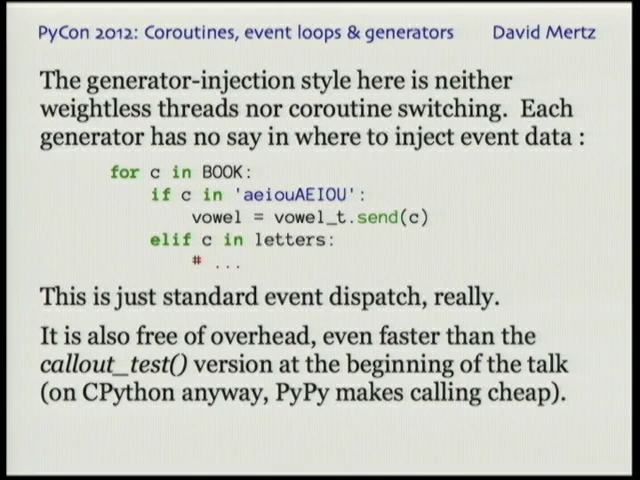 PyCon 2012: Coroutines, event loops & generators David Mertz
The generator-injection style here is neither
weightless threads nor coroutine switching. Each
generator has no say in where to inject event data :
for c in BOOK:
if c in 'aeiouAEIOU':
vowel = vowel_t.send(c)
elif c in letters:
# ...
This is just standard event dispatch, really.
It is also free of overhead, even faster than the
callout_test() version at the beginning of the talk
(on CPython anyway, PyPy makes calling cheap).